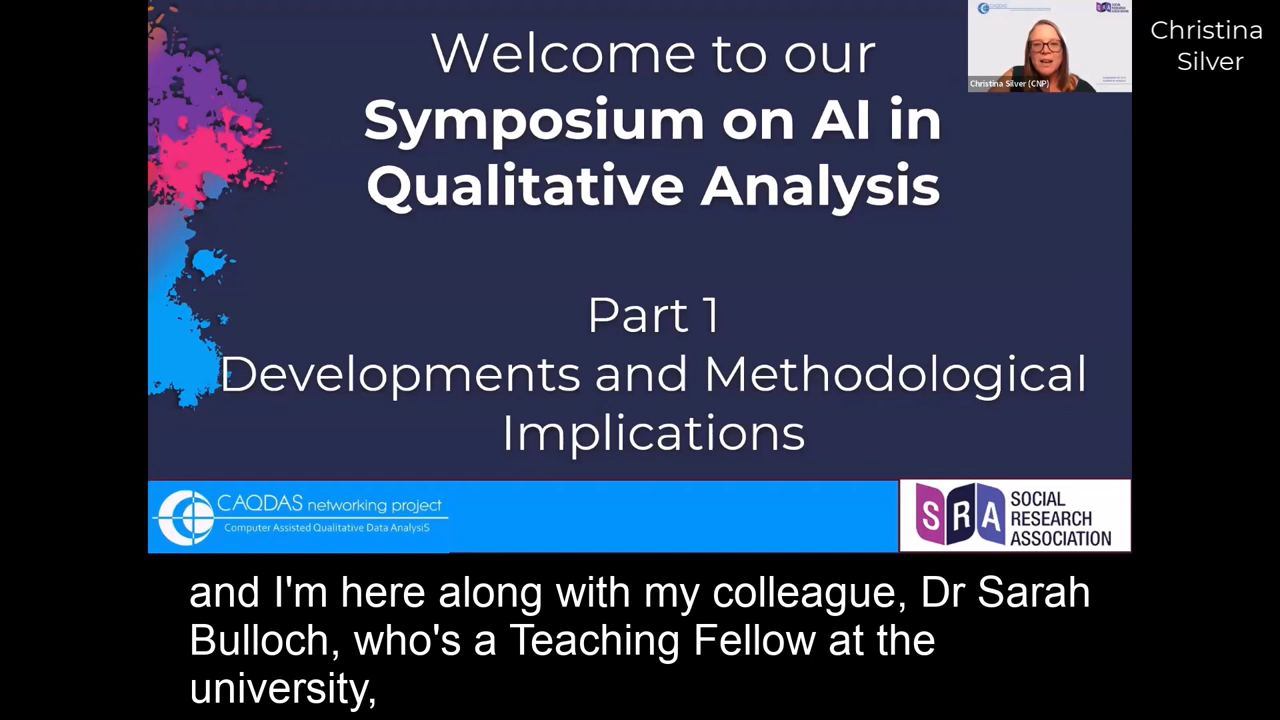 Welcome to our
Symposium on AI in
Qualitative Analysis
Part 1
Developments and Methodological
Implications
Christina Silver (CNP)
Christina
Silver
CAQDAS networking project
Computer Assisted Qualitative Data AnalysiS
SRA
SOCIAL
RESEARCH
ASSOCIATION
and I'm here along with my colleague, Dr Sarah
Bulloch, who's a Teaching Fellow at the
university,